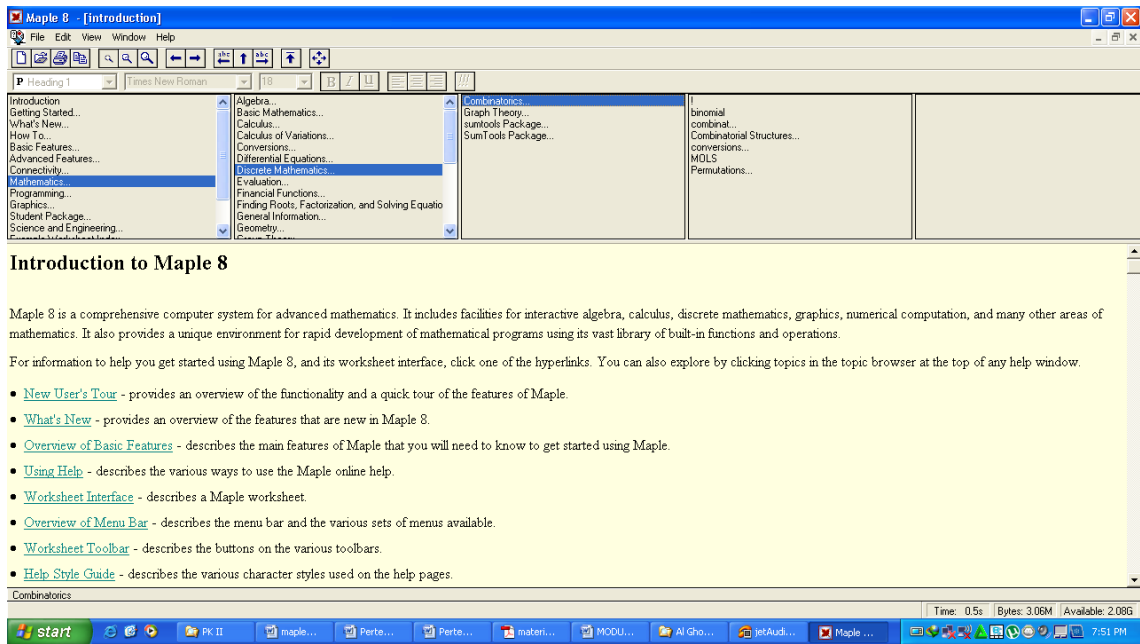 Maple 8 - [introduction]
File Edit View Window Help
P Heading 1 Times New Roman 18 B I U
Introduction
Getting Started...
What's New...
How To...
Basic Features...
Advanced Features...
Connectivity...
Mathematics...
Programming...
Graphics...
Student Package...
Science and Engineering...
Algebra...
Basic Mathematics...
Calculus...
Calculus of Variations...
Conversions...
Differential Equations...
Discrete Mathematics...
Evaluation...
Financial Functions...
Finding Roots, Factorization, and Solving Equatio
General Information...
Geometry...
Combinatorics...
Graph Theory...
sumtools Package...
SumTools Package...
!
binomial
combinat...
Combinatorial Structures...
conversions...
MOLS
Permutations...
Introduction to Maple 8
Maple 8 is a comprehensive computer system for advanced mathematics. It includes facilities for interactive algebra, calculus, discrete mathematics, graphics, numerical computation, and many other areas of
mathematics. It also provides a unique environment for rapid development of mathematical programs using its vast library of built-in functions and operations.
For information to help you get started using Maple 8, and its worksheet interface, click one of the hyperlinks. You can also explore by clicking topics in the topic browser at the top of any help window.
• New User's Tour - provides an overview of the functionality and a quick tour of the features of Maple.
• What's New - provides an overview of the features that are new in Maple 8.
• Overview of Basic Features - describes the main features of Maple that you will need to know to get started using Maple.
• Using Help - describes the various ways to use the Maple online help.
• Worksheet Interface - describes a Maple worksheet.
• Overview of Menu Bar - describes the menu bar and the various sets of menus available.
• Worksheet Toolbar - describes the buttons on the various toolbars.
• Help Style Guide - describes the various character styles used on the help pages.
Combinatorics
Time: 0.5s Bytes: 3.06M Available: 2.08G
start PK II maple... Perte... Perte... materi... MODU... Al Gho... jetAudi... Maple ... 7:51 PM